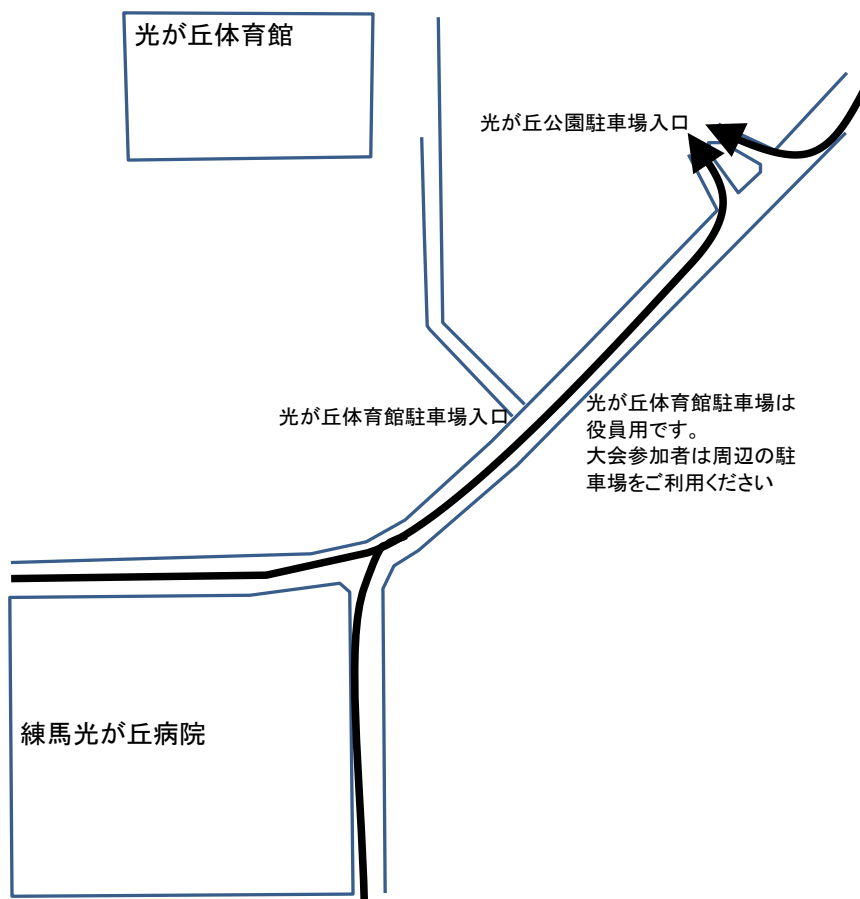 光が丘体育館
光が丘公園駐車場入口
光が丘体育館駐車場入口
光が丘体育館駐車場は
役員用です。
大会参加者は周辺の駐
車場をご利用ください
練馬光が丘病院